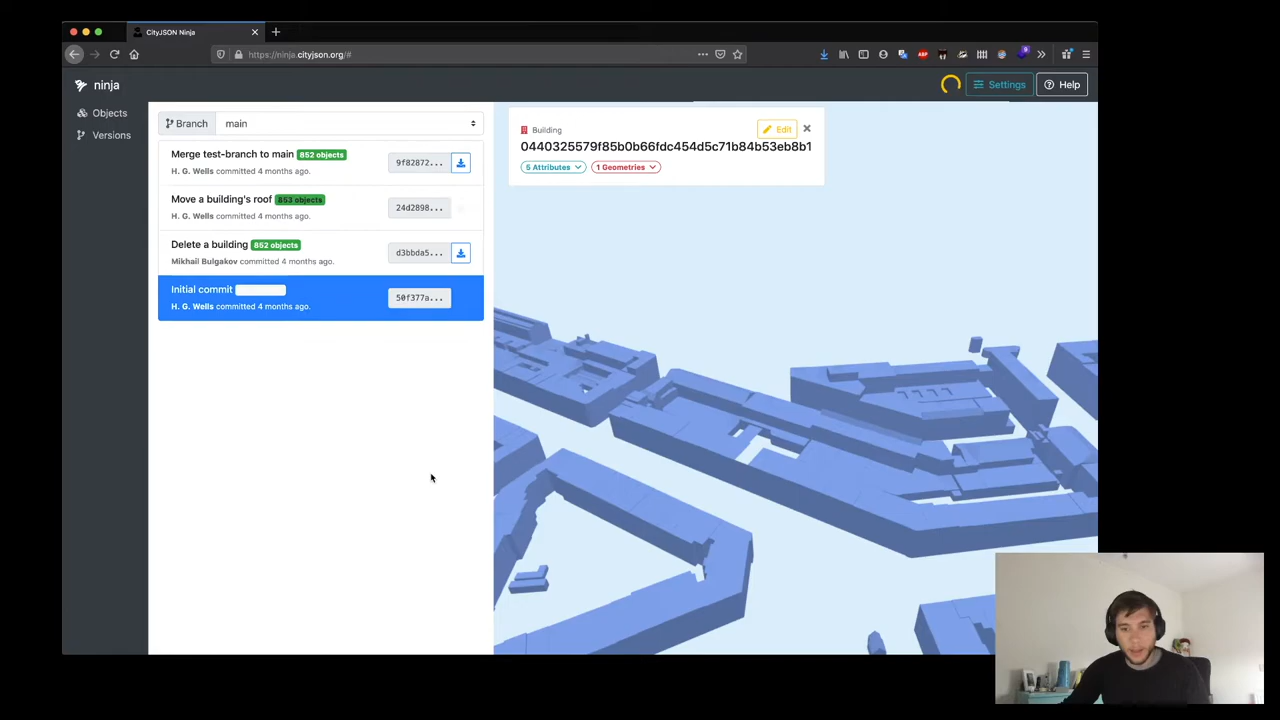 CityJSON Ninja
https://ninja.cityjson.org/#
9
ABP
ninja
Settings
Help
Objects
Versions
Branch
main
Merge test-branch to main 852 objects
H. G. Wells committed 4 months ago.
9f82872...
Move a building's roof 853 objects
H. G. Wells committed 4 months ago.
24d2898...
Delete a building 852 objects
Mikhail Bulgakov committed 4 months ago.
d3bbda5...
Initial commit
H. G. Wells committed 4 months ago.
50f377a...
Building
Edit
0440325579f85b0b66fdc454d5c71b84b53eb8b1
5 Attributes
1 Geometries